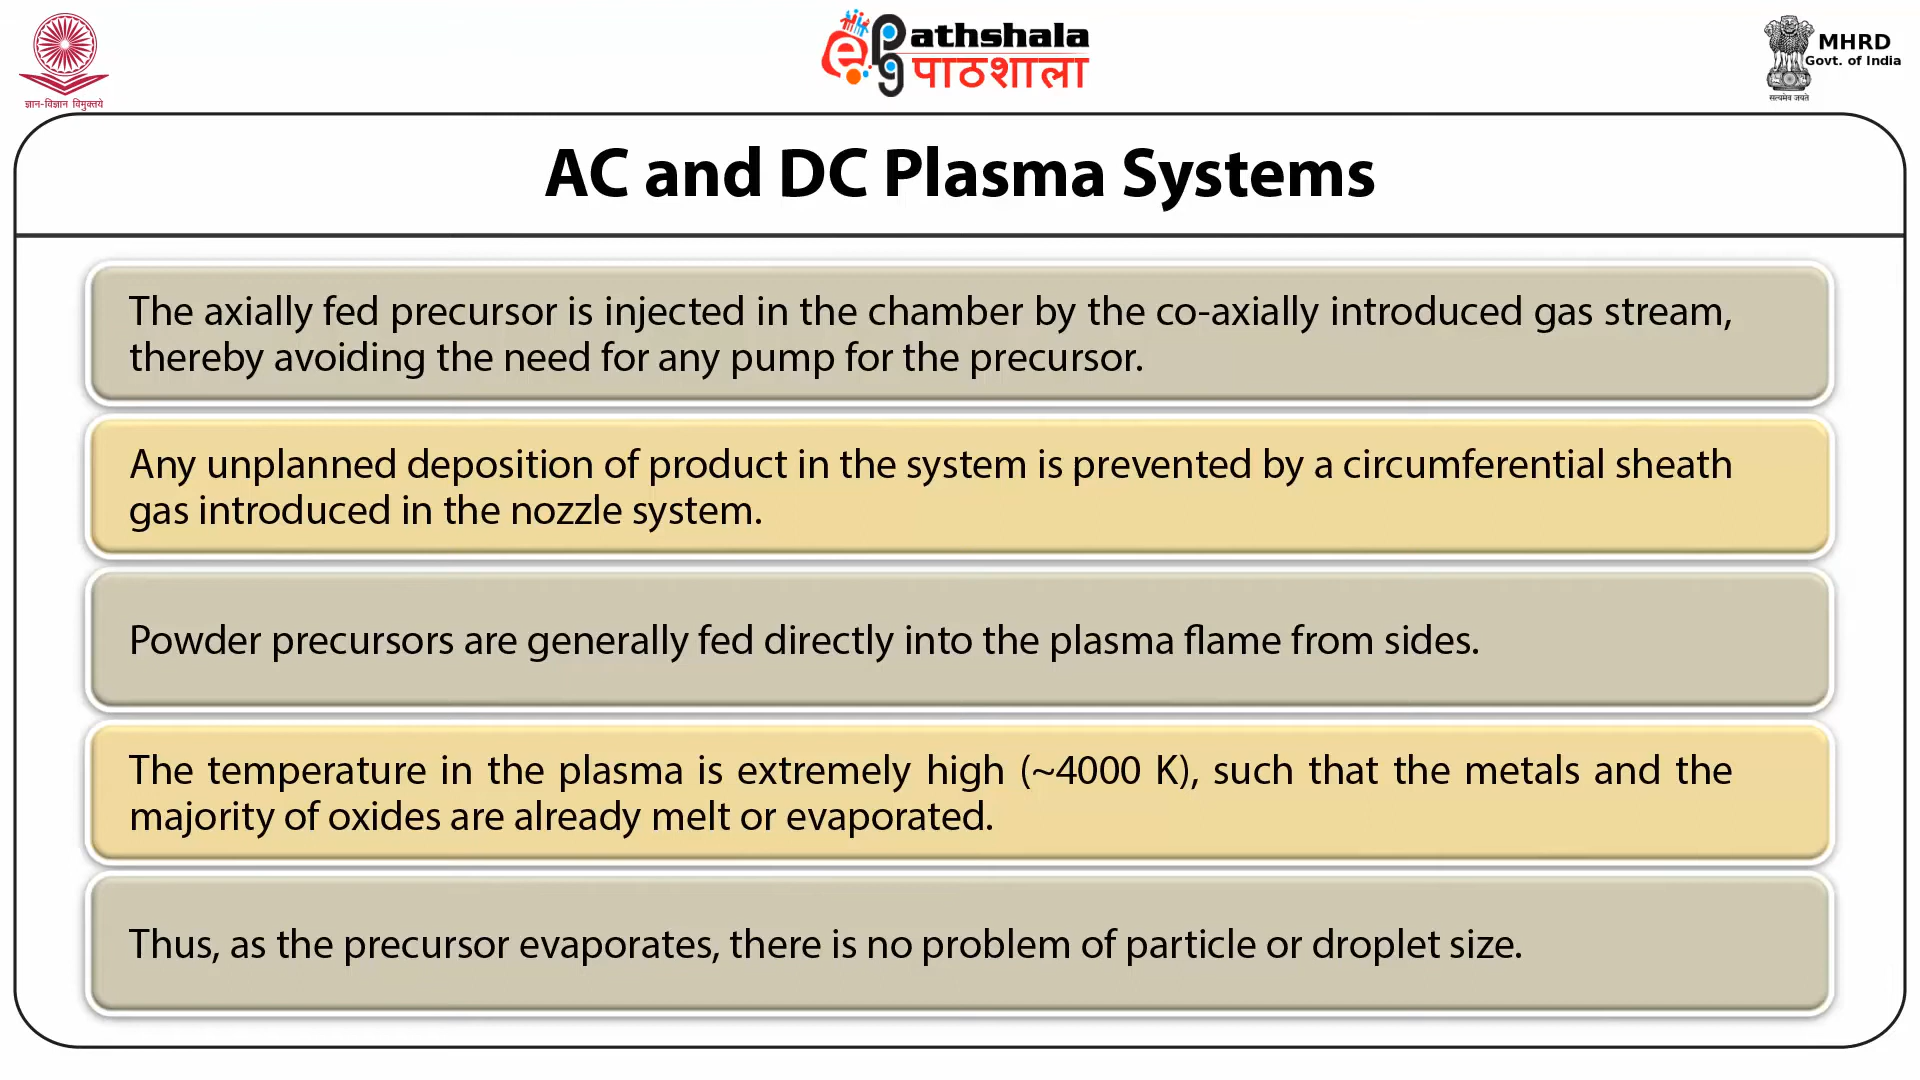 ज्ञान-विज्ञान विमुक्तये
ePathshala
पाठशाला
MHRD
Govt. of India
सत्यमेव जयते
AC and DC Plasma Systems
The axially fed precursor is injected in the chamber by the co-axially introduced gas stream,
thereby avoiding the need for any pump for the precursor.
Any unplanned deposition of product in the system is prevented by a circumferential sheath
gas introduced in the nozzle system.
Powder precursors are generally fed directly into the plasma flame from sides.
The temperature in the plasma is extremely high (~4000 K), such that the metals and the
majority of oxides are already melt or evaporated.
Thus, as the precursor evaporates, there is no problem of particle or droplet size.